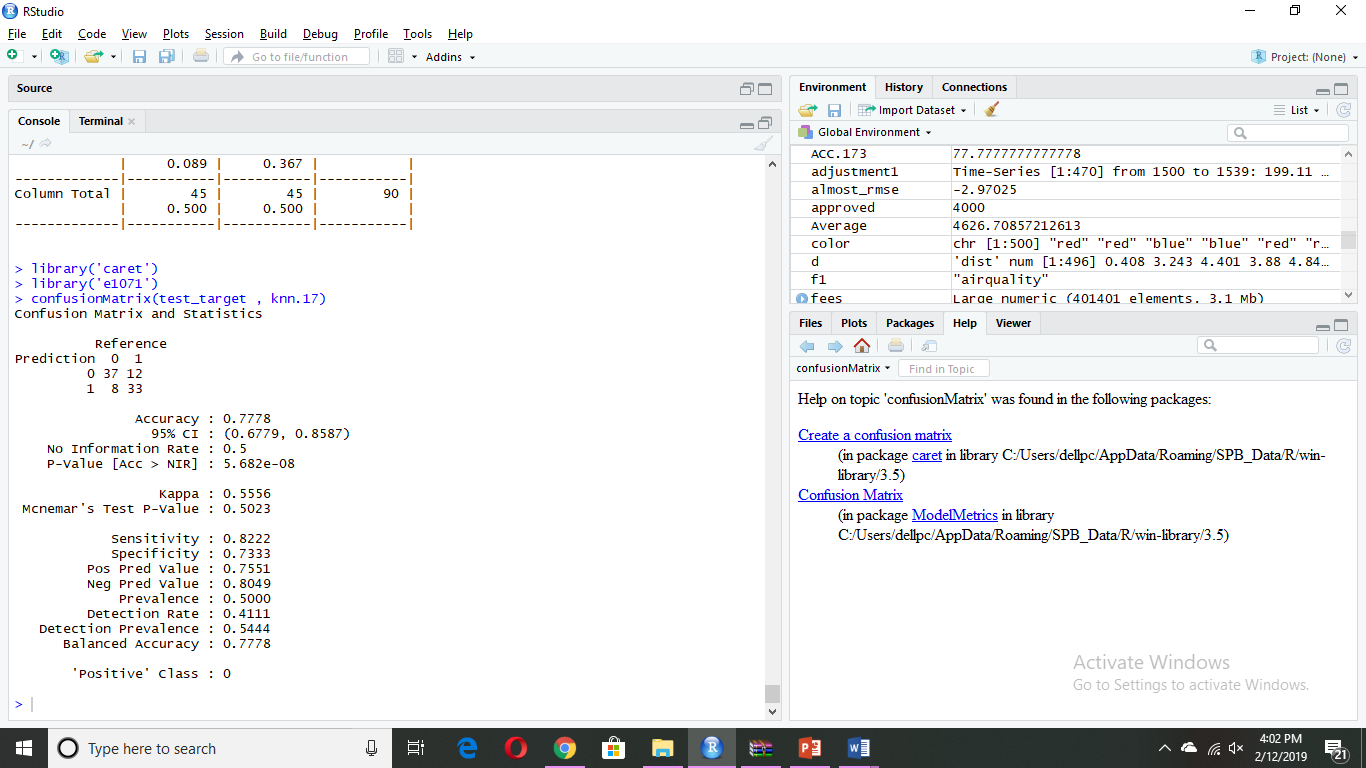 RStudio
File Edit Code View Plots Session Build Debug Profile Tools Help
Go to file/function
Addins
Project: (None)
Source
Console Terminal
~/
| 0.089 | 0.367 | |
-------------|-----------|-----------|-----------|
Column Total | 45 | 45 | 90 |
| 0.500 | 0.500 | |
-------------|-----------|-----------|-----------|
> library('caret')
> library('e1071')
> confusionMatrix(test_target , knn.17)
Confusion Matrix and Statistics
Reference
Prediction 0 1
0 37 12
1 8 33
Accuracy : 0.7778
95% CI : (0.6779, 0.8587)
No Information Rate : 0.5
P-Value [Acc > NIR] : 5.682e-08
Kappa : 0.5556
Mcnemar's Test P-Value : 0.5023
Sensitivity : 0.8222
Specificity : 0.7333
Pos Pred Value : 0.7551
Neg Pred Value : 0.8049
Prevalence : 0.5000
Detection Rate : 0.4111
Detection Prevalence : 0.5444
Balanced Accuracy : 0.7778
'Positive' Class : 0
>
Environment History Connections
Import Dataset
List
Global Environment
ACC.173 77.7777777777778
adjustment1 Time-Series [1:470] from 1500 to 1539: 199.11 …
almost_rmse -2.97025
approved 4000
Average 4626.70857212613
color chr [1:500] "red" "red" "blue" "blue" "red" "r…
d 'dist' num [1:496] 0.408 3.243 4.401 3.88 4.84…
f1 "airquality"
fees Large numeric (401401 elements, 3.1 Mb)
Files Plots Packages Help Viewer
confusionMatrix
Find in Topic
Help on topic 'confusionMatrix' was found in the following packages:
Create a confusion matrix
(in package caret in library C:/Users/dellpc/AppData/Roaming/SPB_Data/R/win-
library/3.5)
Confusion Matrix
(in package ModelMetrics in library
C:/Users/dellpc/AppData/Roaming/SPB_Data/R/win-library/3.5)
Activate Windows
Go to Settings to activate Windows.
Type here to search
4:02 PM
2/12/2019
21